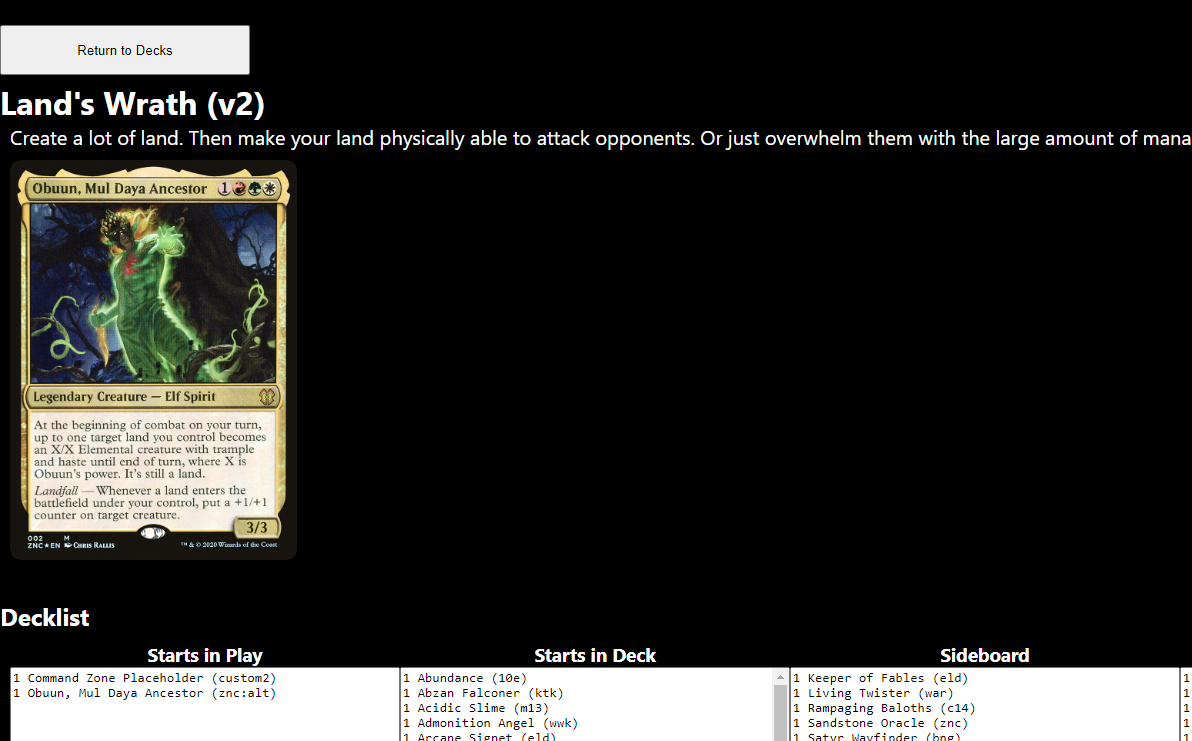 Return to Decks
Land's Wrath (v2)
Create a lot of land. Then make your land physically able to attack opponents. Or just overwhelm them with the large amount of mana
Obuun, Mul Daya Ancestor 1
Legendary Creature — Elf Spirit
At the beginning of combat on your turn,
up to one target land you control becomes
an X/X Elemental creature with trample
and haste until end of turn, where X is
Obuun's power. It's still a land.
Landfall — Whenever a land enters the
battlefield under your control, put a +1/+1
counter on target creature.
3/3
002 M
ZNC★EN Chris Rallis ™ & © 2020 Wizards of the Coast
Decklist
Starts in Play
1 Command Zone Placeholder (custom2)
1 Obuun, Mul Daya Ancestor (znc:alt)
Starts in Deck
1 Abundance (10e)
1 Abzan Falconer (ktk)
1 Acidic Slime (m13)
1 Admonition Angel (wwk)
1 Arcane Signet (eld)
Sideboard
1 Keeper of Fables (eld)
1 Living Twister (war)
1 Rampaging Baloths (c14)
1 Sandstone Oracle (znc)
1 Satyr Wayfinder (bng)
1
1
1
1
1